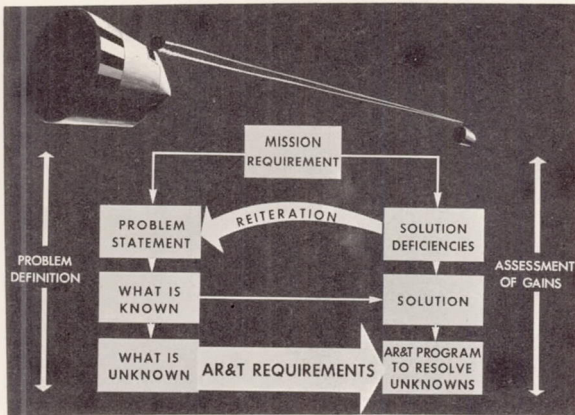 MISSION
REQUIREMENT
REITERATION
PROBLEM
STATEMENT
SOLUTION
DEFICIENCIES
PROBLEM
DEFINITION
ASSESSMENT
OF GAINS
WHAT IS
KNOWN
SOLUTION
WHAT IS
UNKNOWN
AR&T REQUIREMENTS
AR&T PROGRAM
TO RESOLVE
UNKNOWNS